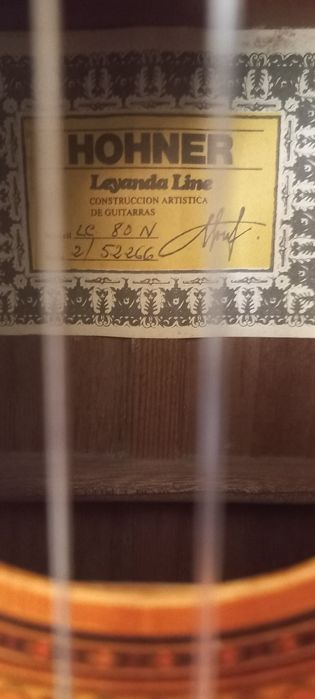 HOHNER
Leyanda Line
CONSTRUCCION ARTISTICA
DE GUITARRAS
LC 80 N
2/52266